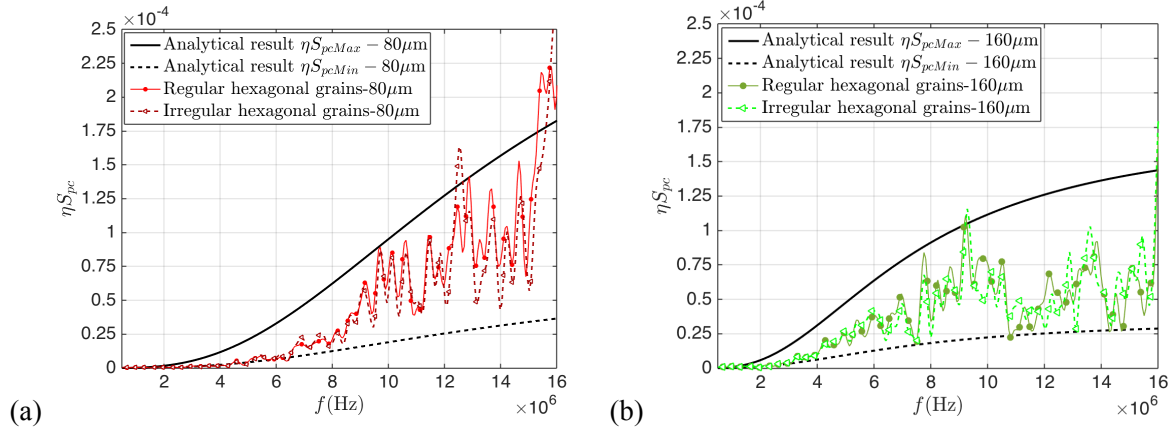 ×10⁻⁴
2.5
2.25
2
1.75
1.5
1.25
1
0.75
0.5
0.25
0
ηS_pc
Analytical result ηS_pcMax − 80µm
Analytical result ηS_pcMin − 80µm
Regular hexagonal grains-80µm
Irregular hexagonal grains-80µm
2 4 6 8 10 12 14 16
f(Hz)
×10⁶
(a)
×10⁻⁴
2.5
2.25
2
1.75
1.5
1.25
1
0.75
0.5
0.25
0
ηS_pc
Analytical result ηS_pcMax − 160µm
Analytical result ηS_pcMin − 160µm
Regular hexagonal grains-160µm
Irregular hexagonal grains-160µm
2 4 6 8 10 12 14 16
f(Hz)
×10⁶
(b)